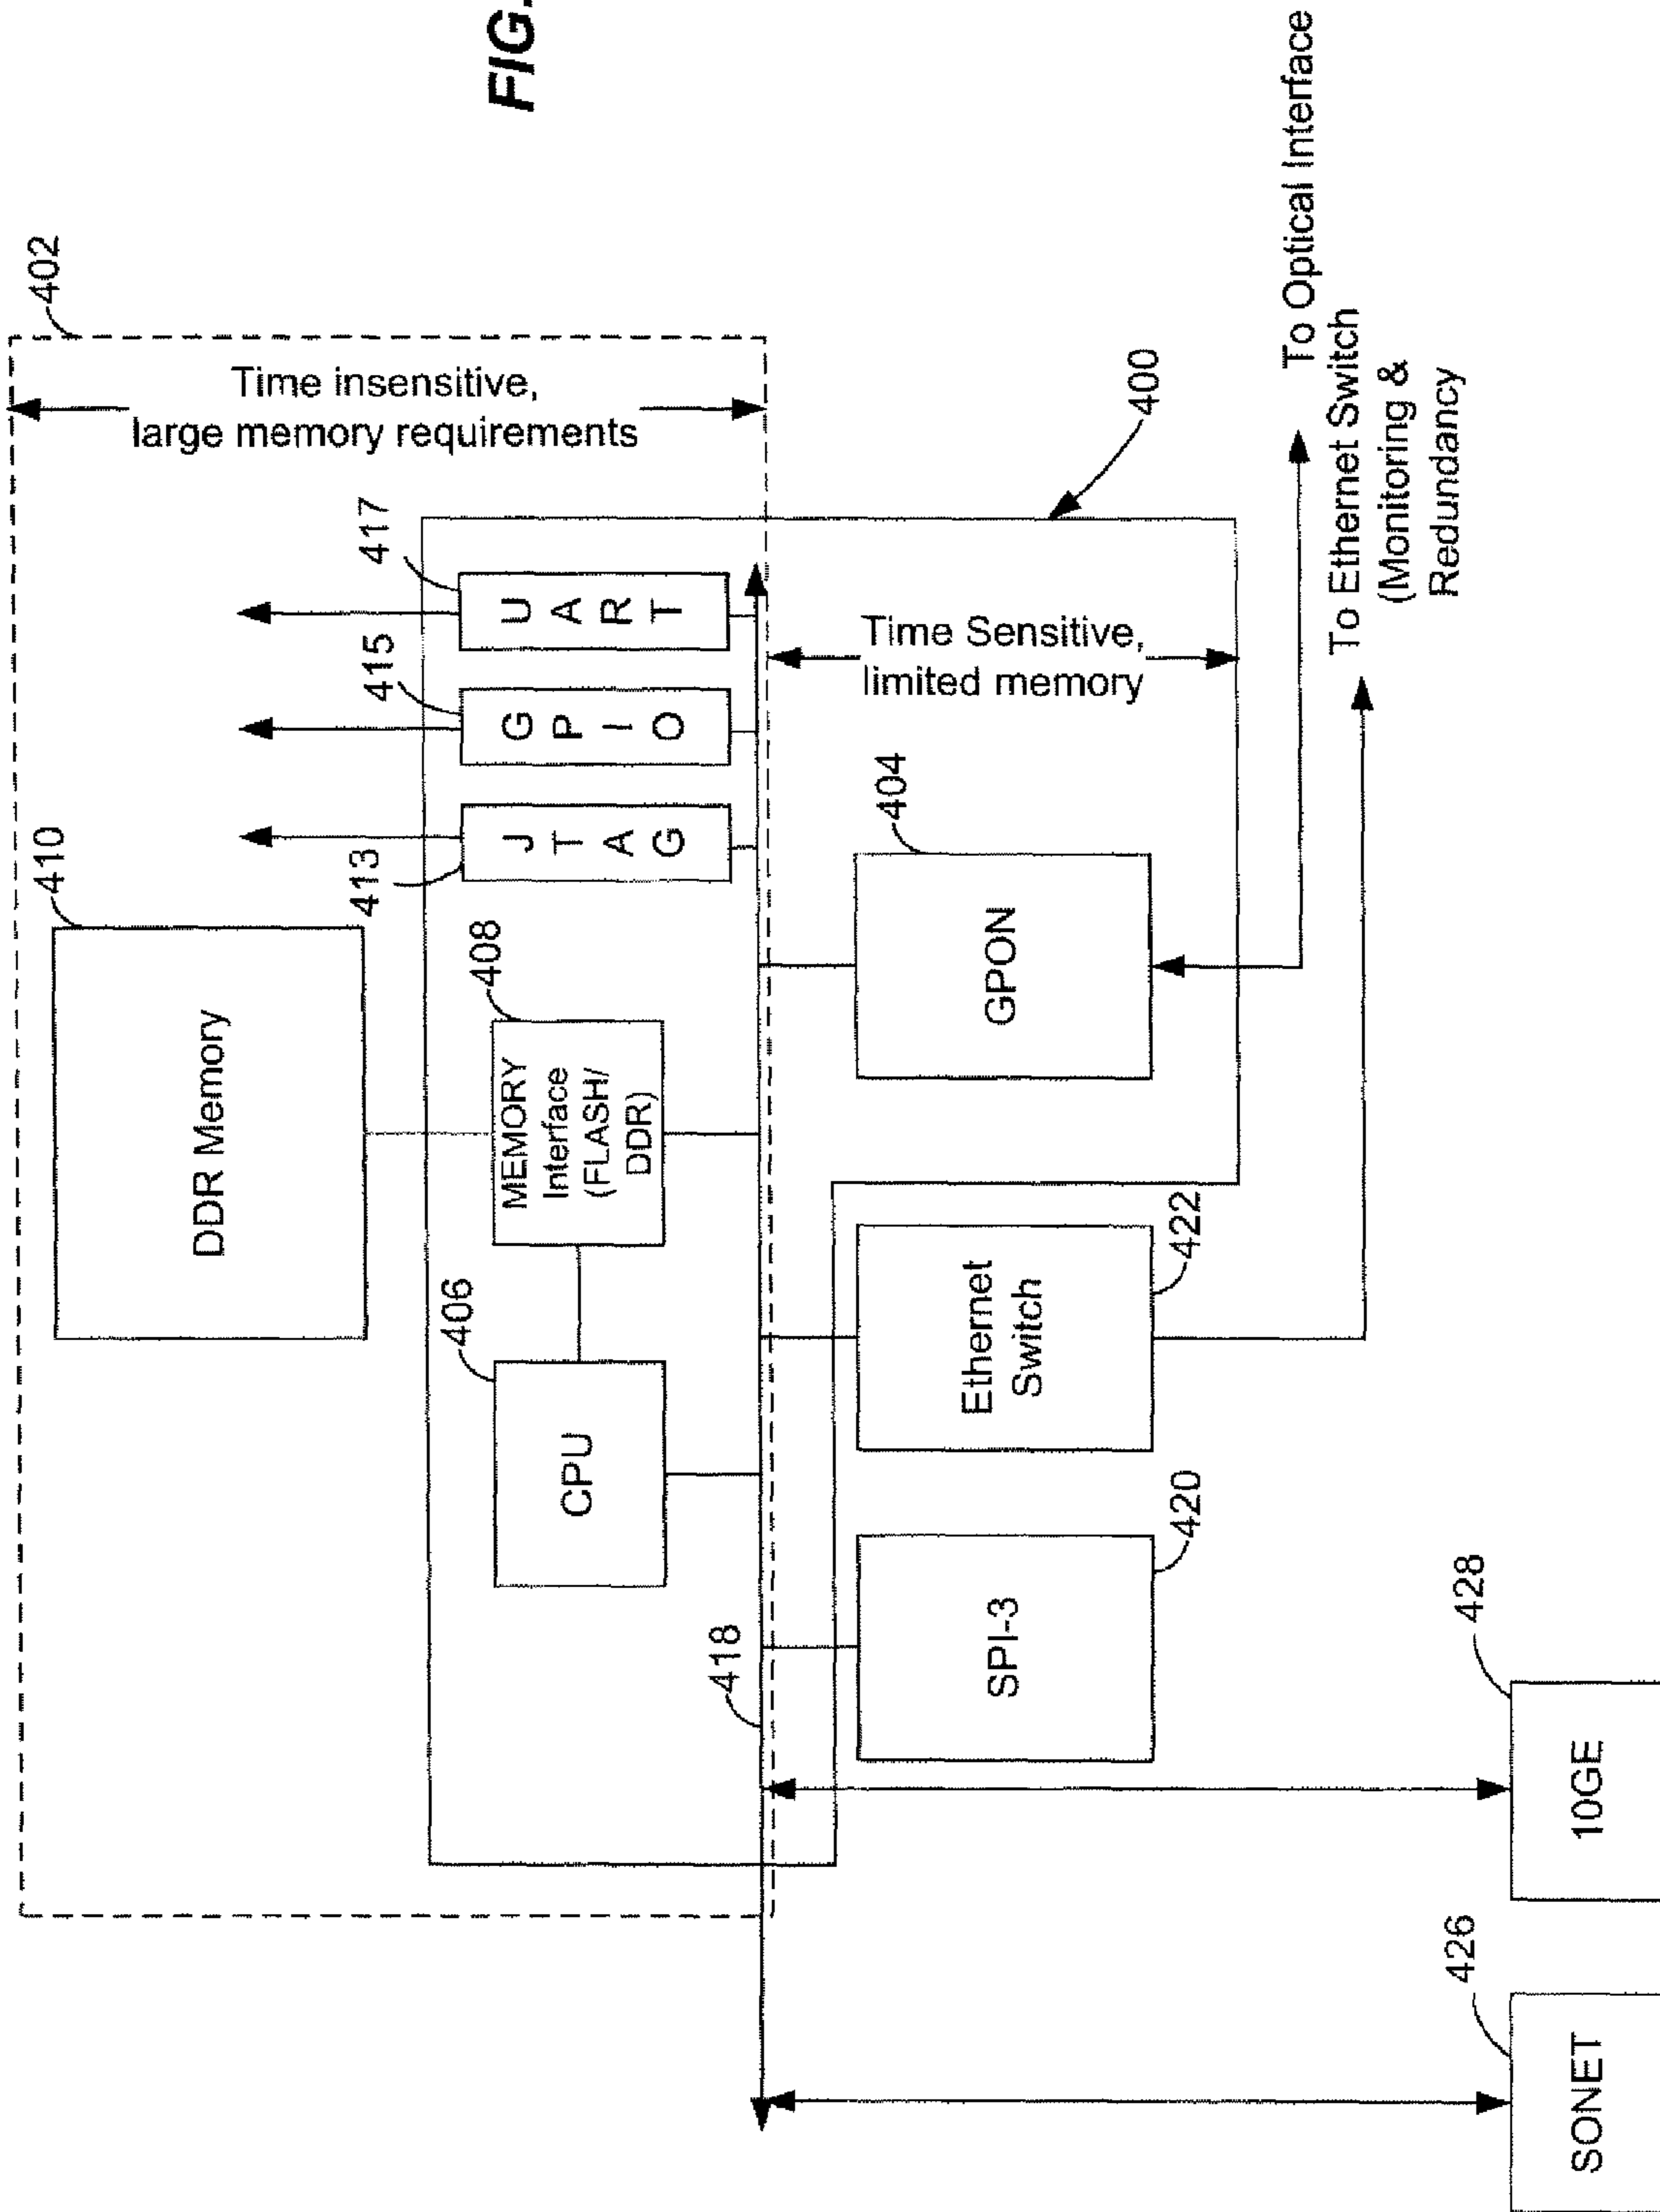 FIG.
402
Time insensitive,
large memory requirements
410
DDR Memory
417
415
413
U
A
R
T
G
P
I
O
J
T
A
G
408
MEMORY
Interface
(FLASH/
DDR)
406
CPU
418
Time Sensitive,
limited memory
400
404
GPON
Ethernet
Switch
422
SPI-3
420
To Optical Interface
To Ethernet Switch
(Monitoring &
Redundancy
428
10GE
426
SONET